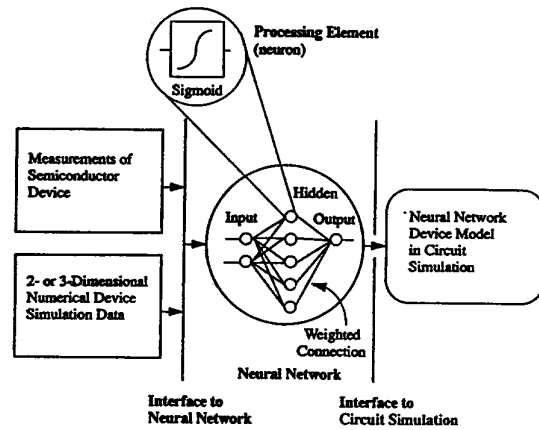 Processing Element
(neuron)
Sigmoid
Measurements of
Semiconductor
Device
2- or 3-Dimensional
Numerical Device
Simulation Data
Hidden
Input
Output
Weighted
Connection
Neural Network
Neural Network
Device Model
in Circuit
Simulation
Interface to
Neural Network
Interface to
Circuit Simulation